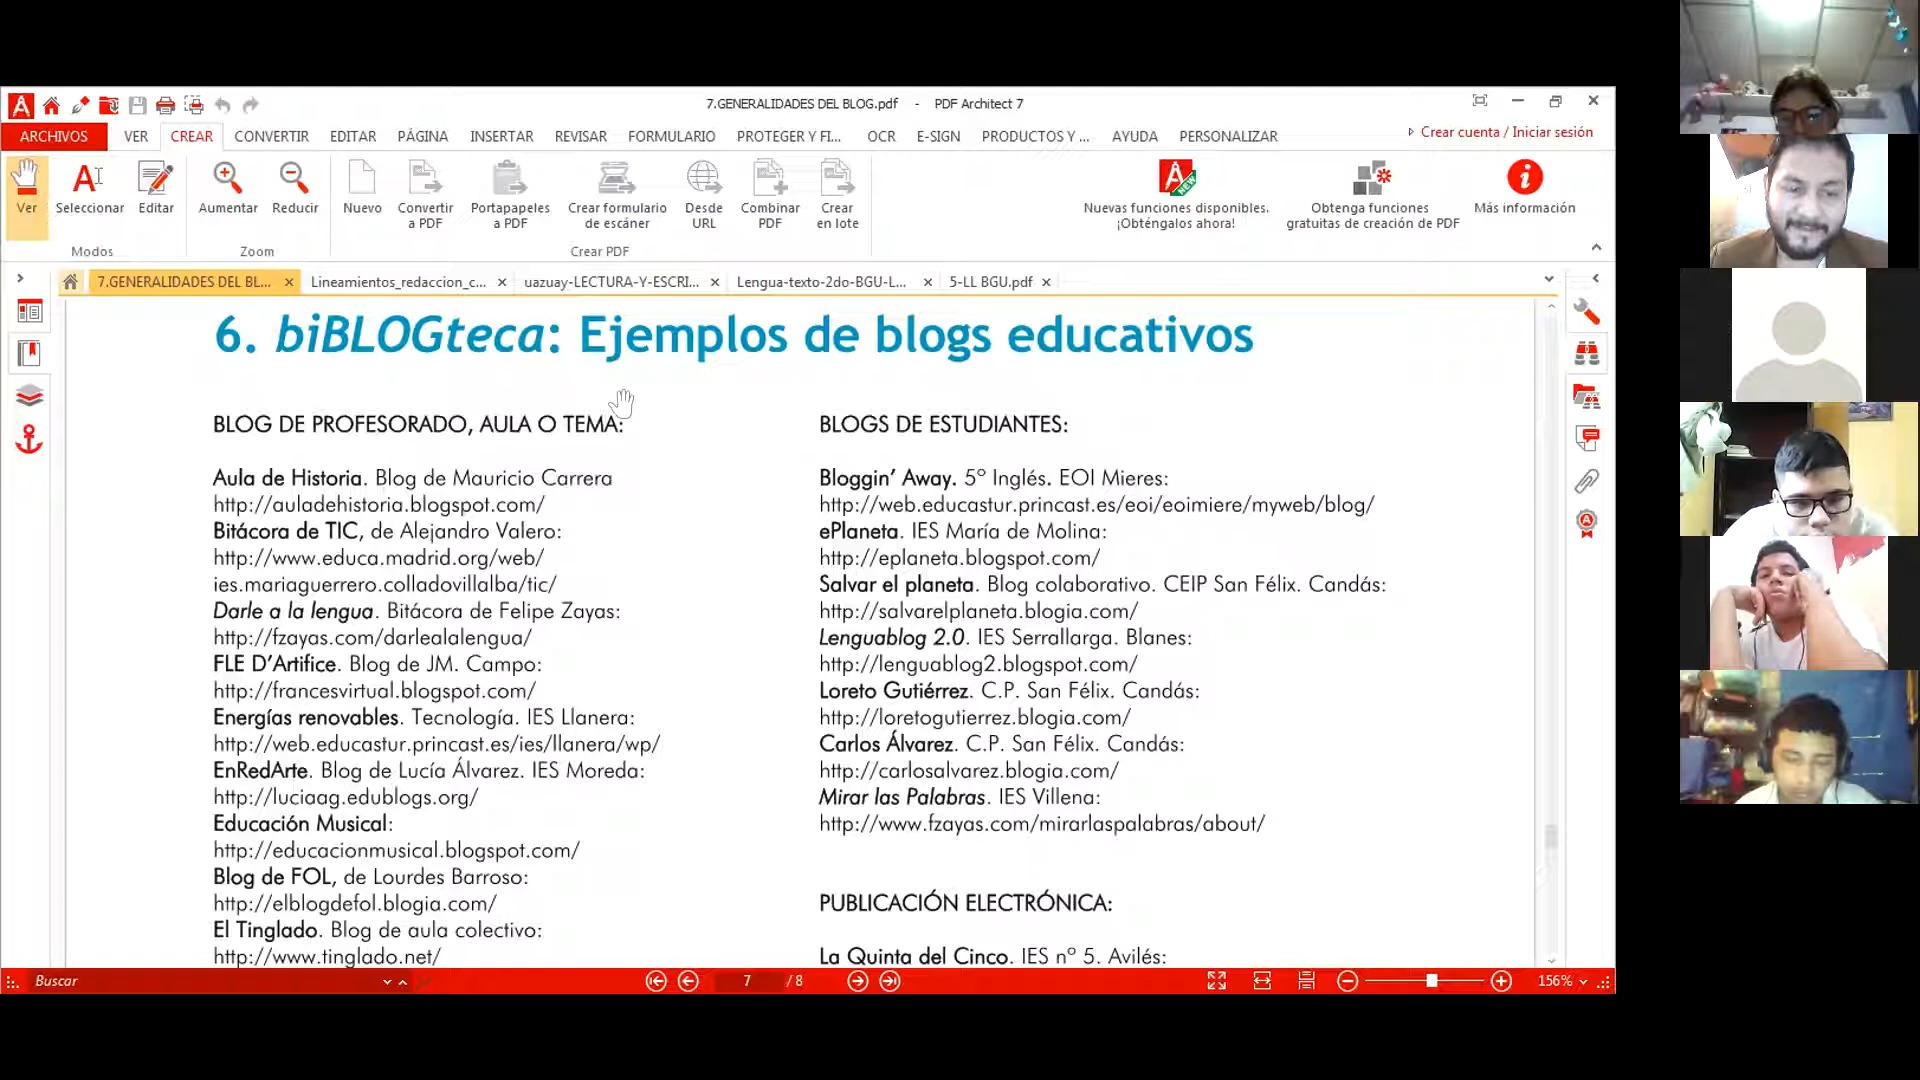 7.GENERALIDADES DEL BLOG.pdf - PDF Architect 7
ARCHIVOS VER CREAR CONVERTIR EDITAR PÁGINA INSERTAR REVISAR FORMULARIO PROTEGER Y FI... OCR E-SIGN PRODUCTOS Y ... AYUDA PERSONALIZAR
Crear cuenta / Iniciar sesión
Ver Seleccionar Editar Aumentar Reducir Nuevo Convertir a PDF Portapapeles a PDF Crear formulario de escáner Desde URL Combinar PDF Crear en lote
NEW
Nuevas funciones disponibles. ¡Obténgalos ahora!
Obtenga funciones gratuitas de creación de PDF
Más información
Modos Zoom Crear PDF
7.GENERALIDADES DEL BL... Lineamientos_redaccion_c... uazuay-LECTURA-Y-ESCRI... Lengua-texto-2do-BGU-L... 5-LL BGU.pdf
6. biBLOGteca: Ejemplos de blogs educativos
BLOG DE PROFESORADO, AULA O TEMA:
Aula de Historia. Blog de Mauricio Carrera
http://auladehistoria.blogspot.com/
Bitácora de TIC, de Alejandro Valero:
http://www.educa.madrid.org/web/
ies.mariaguerrero.colladovillalba/tic/
Darle a la lengua. Bitácora de Felipe Zayas:
http://fzayas.com/darlealalengua/
FLE D’Artifice. Blog de JM. Campo:
http://francesvirtual.blogspot.com/
Energías renovables. Tecnología. IES Llanera:
http://web.educastur.princast.es/ies/llanera/wp/
EnRedArte. Blog de Lucía Álvarez. IES Moreda:
http://luciaag.edublogs.org/
Educación Musical:
http://educacionmusical.blogspot.com/
Blog de FOL, de Lourdes Barroso:
http://elblogdefol.blogia.com/
El Tinglado. Blog de aula colectivo:
http://www.tinglado.net/
BLOGS DE ESTUDIANTES:
Bloggin’ Away. 5º Inglés. EOI Mieres:
http://web.educastur.princast.es/eoi/eoimiere/myweb/blog/
ePlaneta. IES María de Molina:
http://eplaneta.blogspot.com/
Salvar el planeta. Blog colaborativo. CEIP San Félix. Candás:
http://salvarelplaneta.blogia.com/
Lenguablog 2.0. IES Serrallarga. Blanes:
http://lenguablog2.blogspot.com/
Loreto Gutiérrez. C.P. San Félix. Candás:
http://loretogutierrez.blogia.com/
Carlos Álvarez. C.P. San Félix. Candás:
http://carlosalvarez.blogia.com/
Mirar las Palabras. IES Villena:
http://www.fzayas.com/mirarlaspalabras/about/
PUBLICACIÓN ELECTRÓNICA:
La Quinta del Cinco. IES nº 5. Avilés:
Buscar 7 / 8 156%